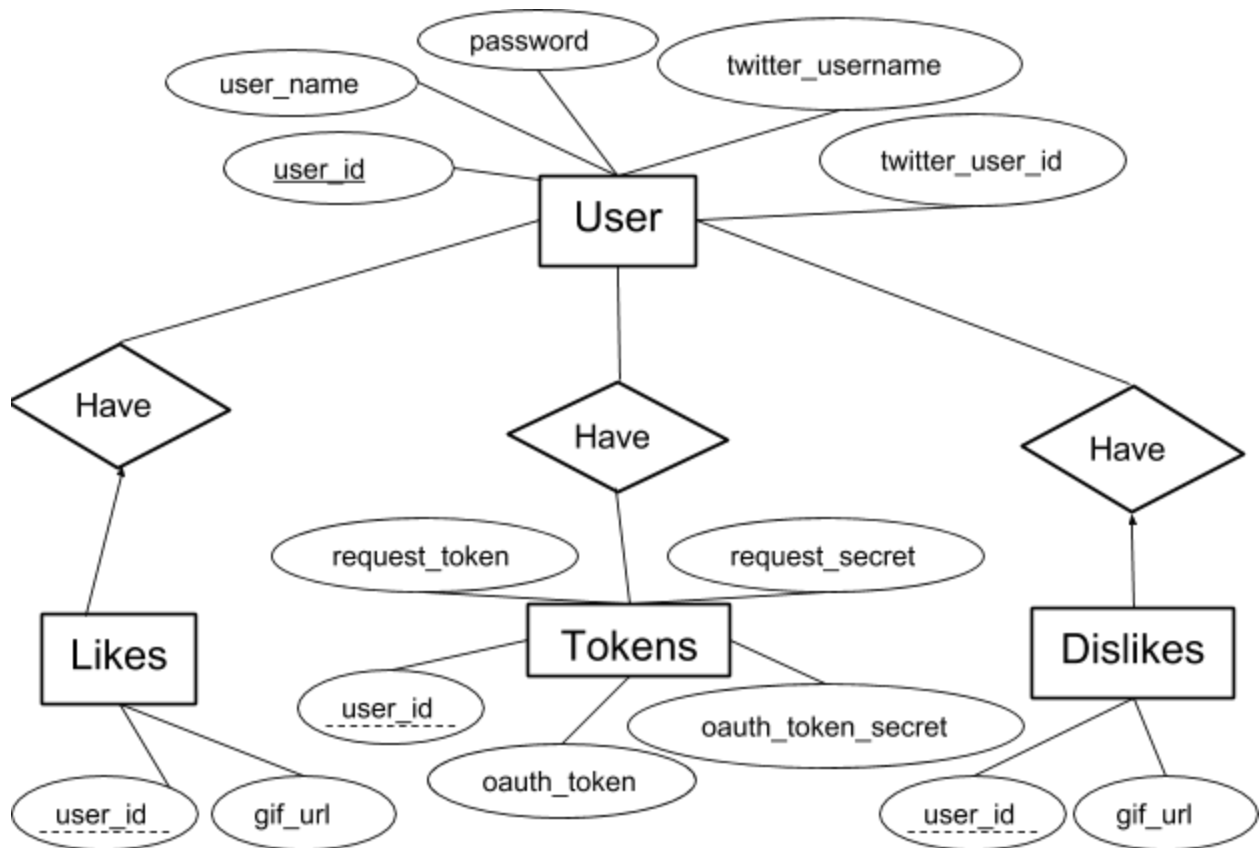 password
twitter_username
user_name
user_id
twitter_user_id
User
Have
Have
Have
request_token
request_secret
Likes
Tokens
Dislikes
user_id
oauth_token_secret
oauth_token
user_id
gif_url
user_id
gif_url